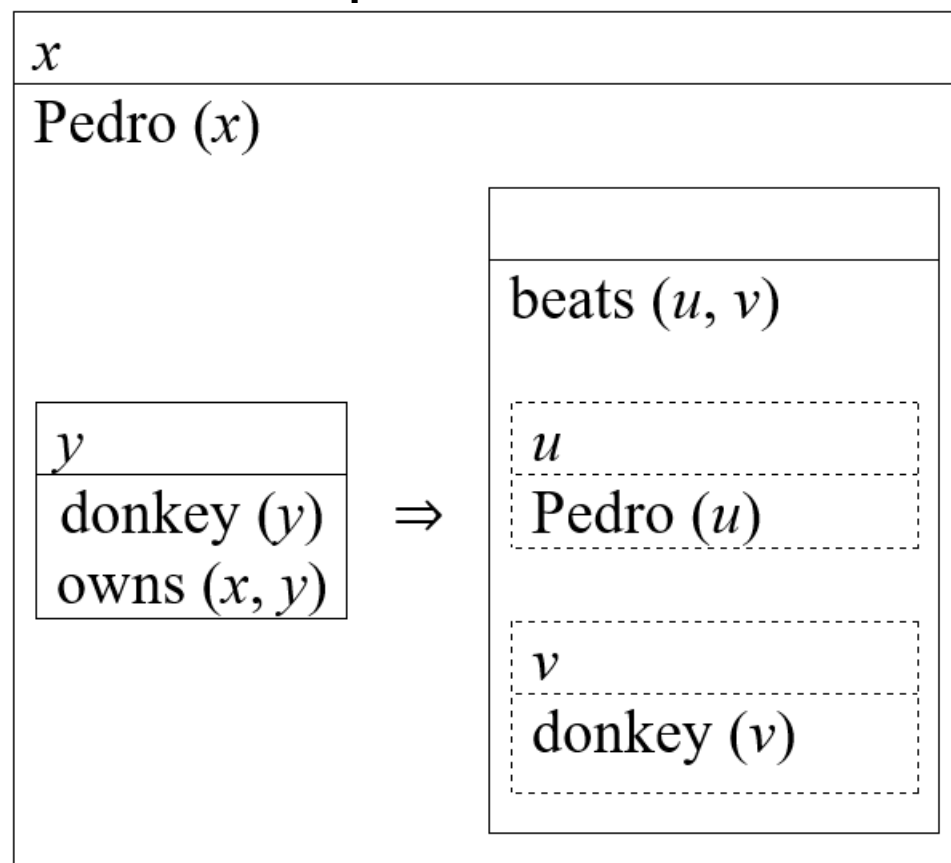 x
Pedro (x)
beats (u, v)
y
donkey (y)
owns (x, y)
⇒
u
Pedro (u)
v
donkey (v)